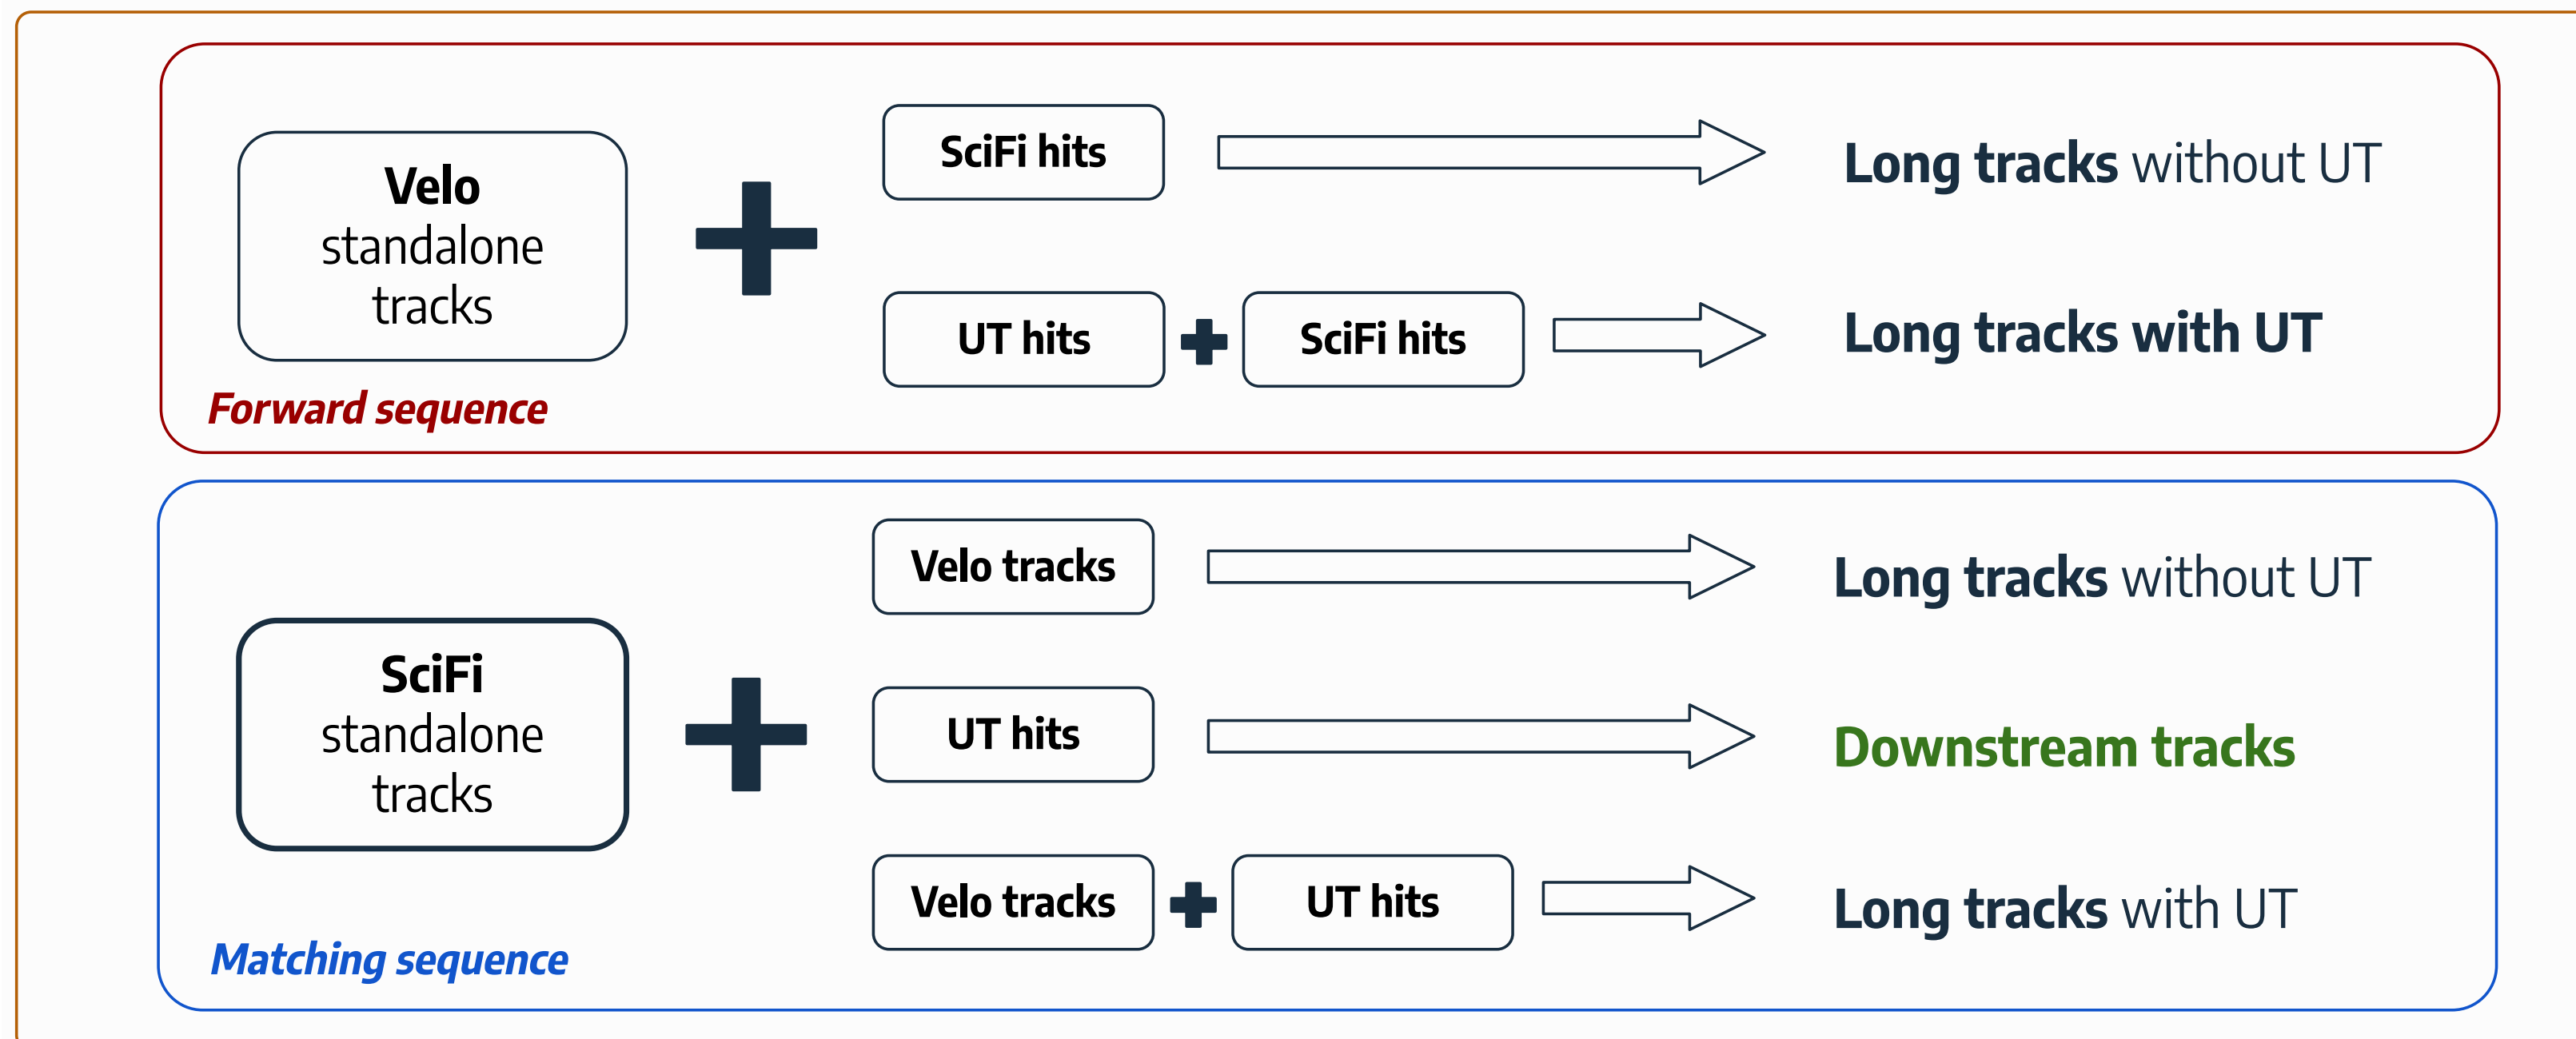 Velo
standalone
tracks
SciFi hits
Long tracks without UT
UT hits
SciFi hits
Long tracks with UT
Forward sequence
SciFi
standalone
tracks
Velo tracks
Long tracks without UT
UT hits
Downstream tracks
Velo tracks
UT hits
Long tracks with UT
Matching sequence